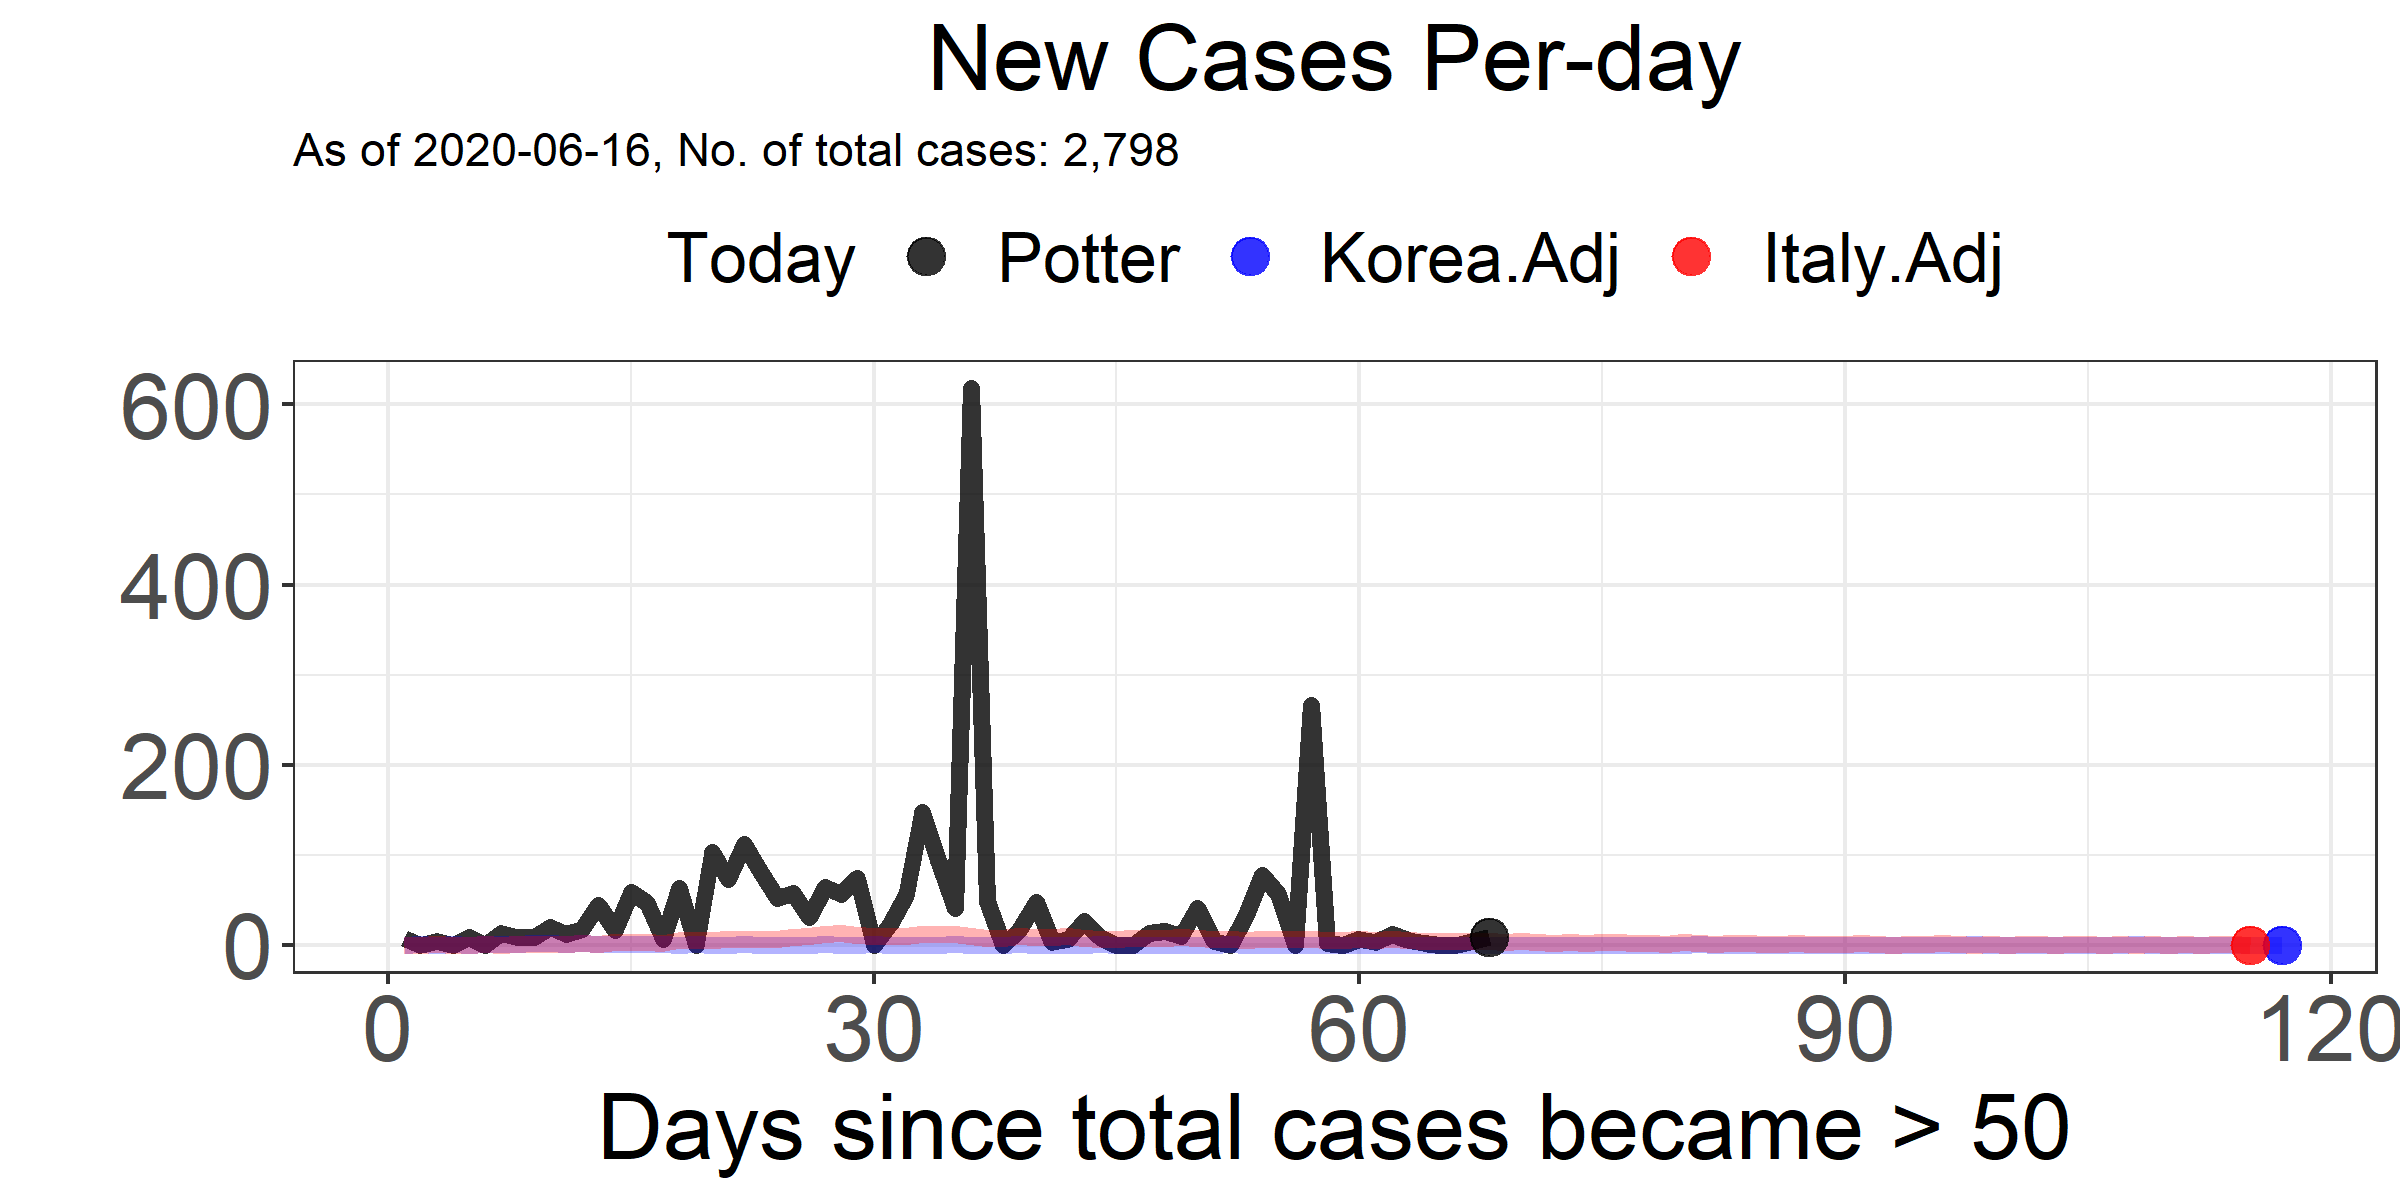 New Cases Per-day
As of 2020-06-16, No. of total cases: 2,798
Today Potter Korea.Adj Italy.Adj
600
400
200
0
0 30 60 90 120
Days since total cases became > 50